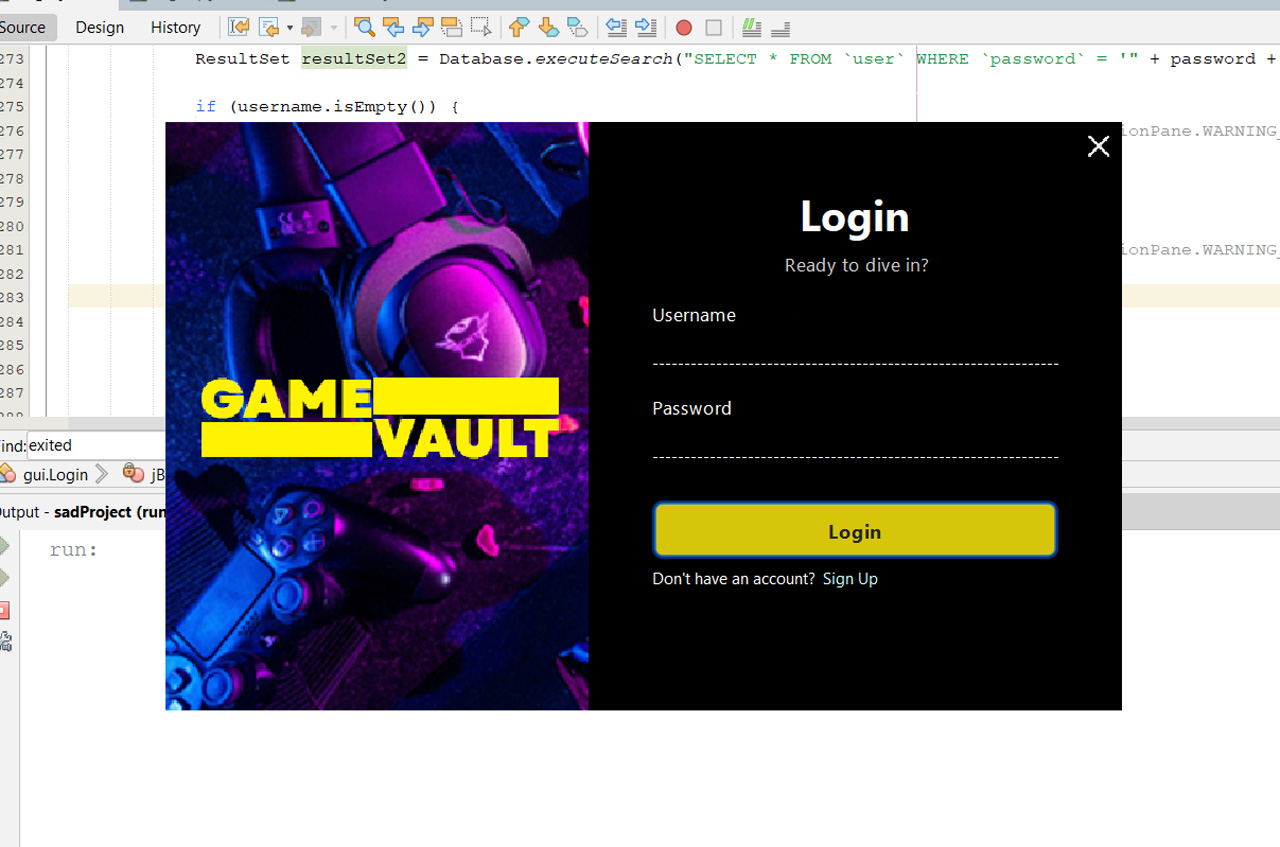 Source Design History
273 ResultSet resultSet2 = Database.executeSearch("SELECT * FROM `user` WHERE `password` = '" + password +
274
275 if (username.isEmpty()) {
276 ionPane.WARNING_
277
278
279
280
281 ionPane.WARNING_
282
283
284
285
286
287
288
Login
Ready to dive in?
Username
Password
Login
Don't have an account? Sign Up
GAME
VAULT
ind: exited
gui.Login jB
utput - sadProject (run
run: